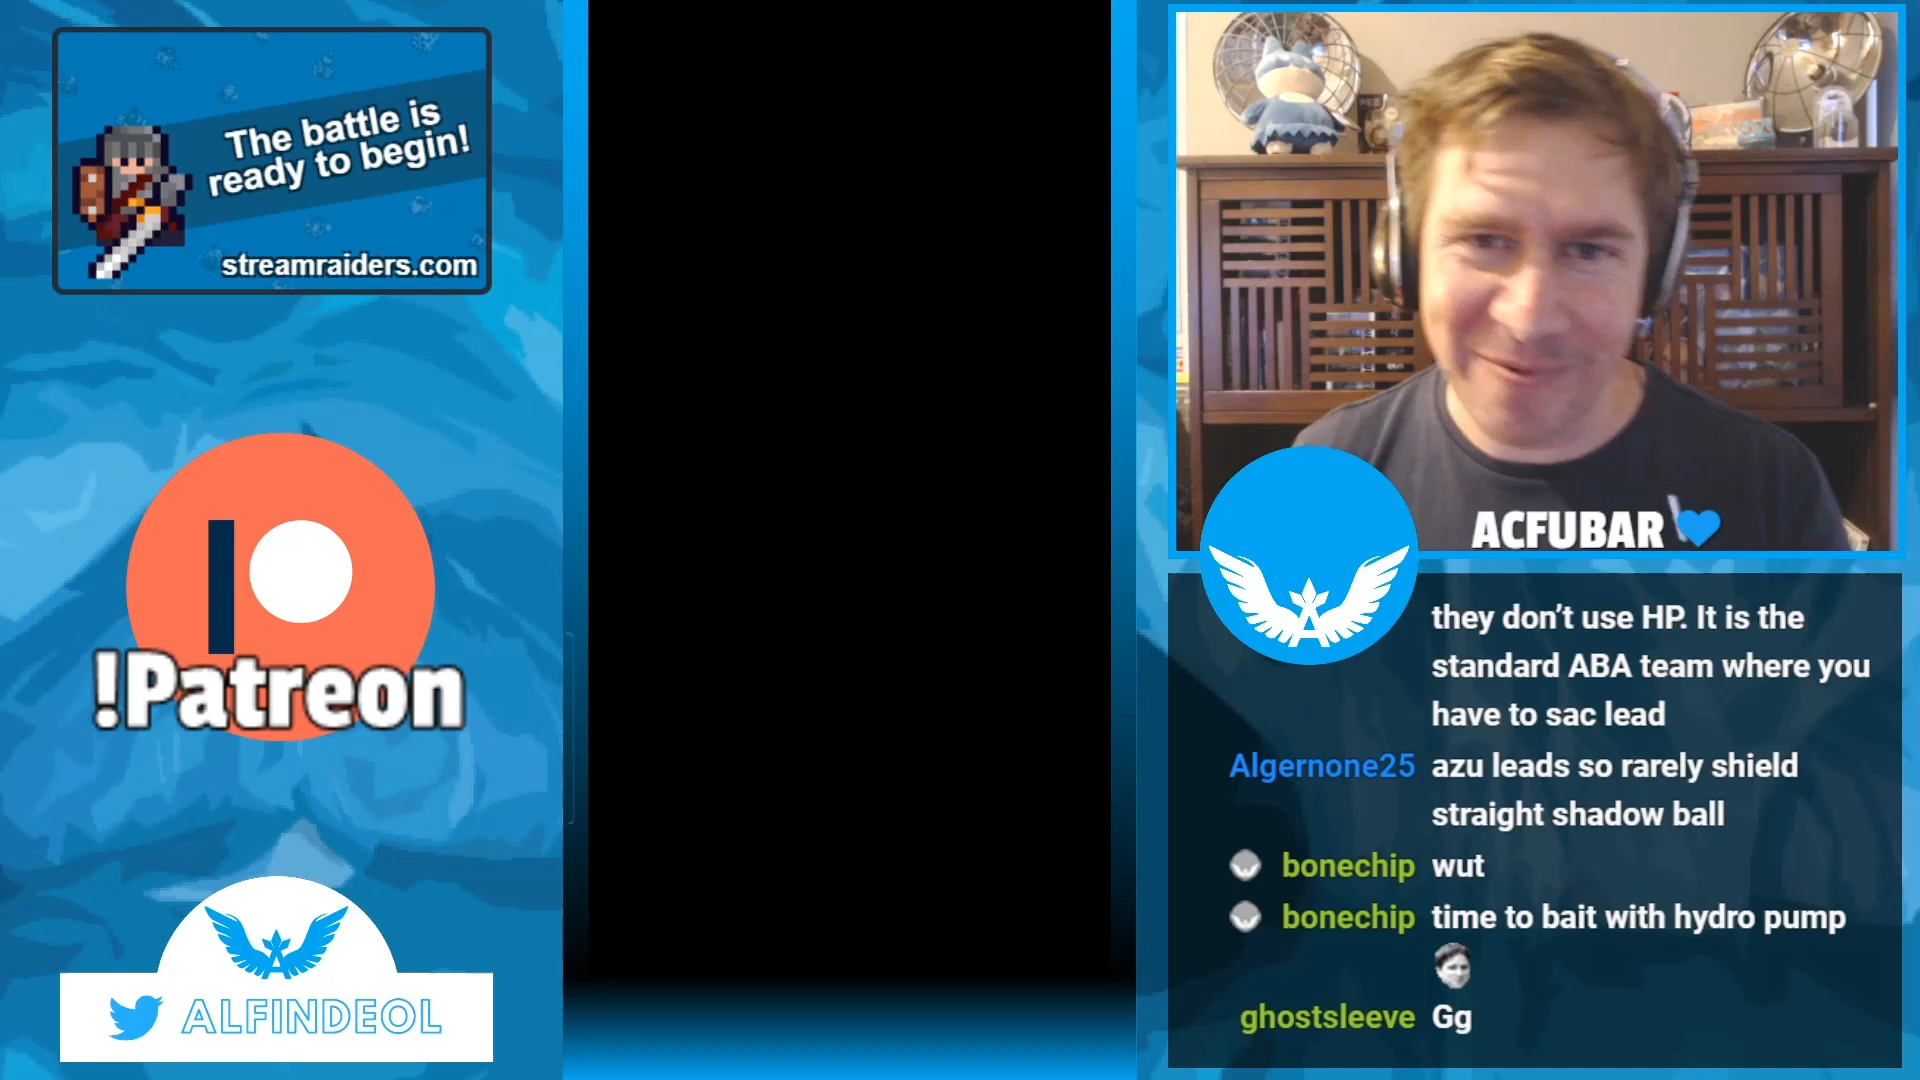 The battle is
ready to begin!
streamraiders.com
!Patreon
ALFINDEOL
ACFUBAR
they don’t use HP. It is the
standard ABA team where you
have to sac lead
Algernone25 azu leads so rarely shield
straight shadow ball
bonechip wut
bonechip time to bait with hydro pump
ghostsleeve Gg